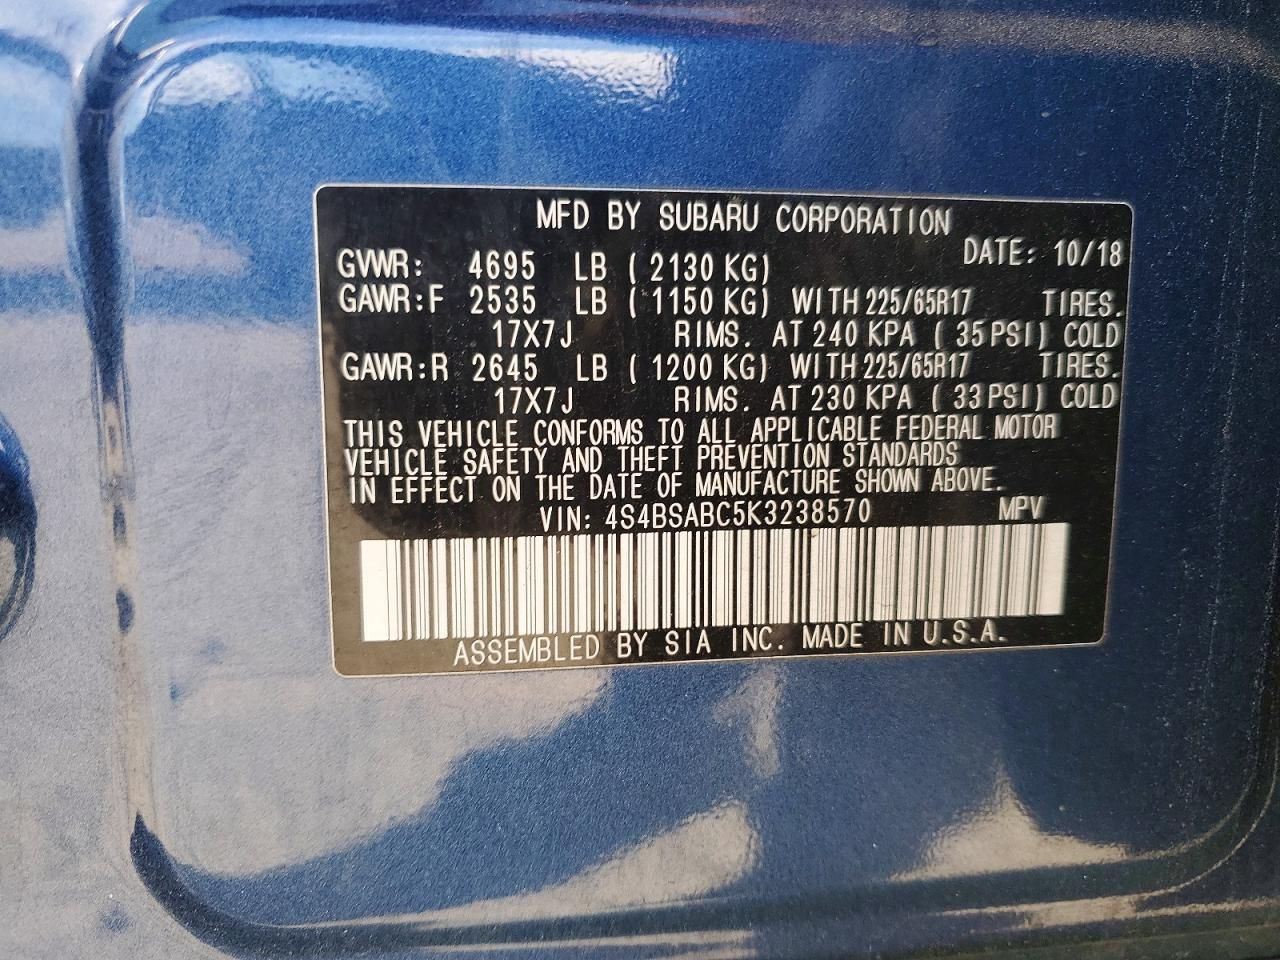 MFD BY SUBARU CORPORATION
DATE: 10/18
GVWR: 4695 LB ( 2130 KG)
GAWR:F 2535 LB ( 1150 KG) WITH 225/65R17 TIRES.
17X7J RIMS. AT 240 KPA ( 35 PSI) COLD
GAWR:R 2645 LB ( 1200 KG) WITH 225/65R17 TIRES.
17X7J RIMS. AT 230 KPA ( 33 PSI) COLD
THIS VEHICLE CONFORMS TO ALL APPLICABLE FEDERAL MOTOR
VEHICLE SAFETY AND THEFT PREVENTION STANDARDS
IN EFFECT ON THE DATE OF MANUFACTURE SHOWN ABOVE.
VIN: 4S4BSABC5K3238570 MPV
ASSEMBLED BY SIA INC. MADE IN U.S.A.